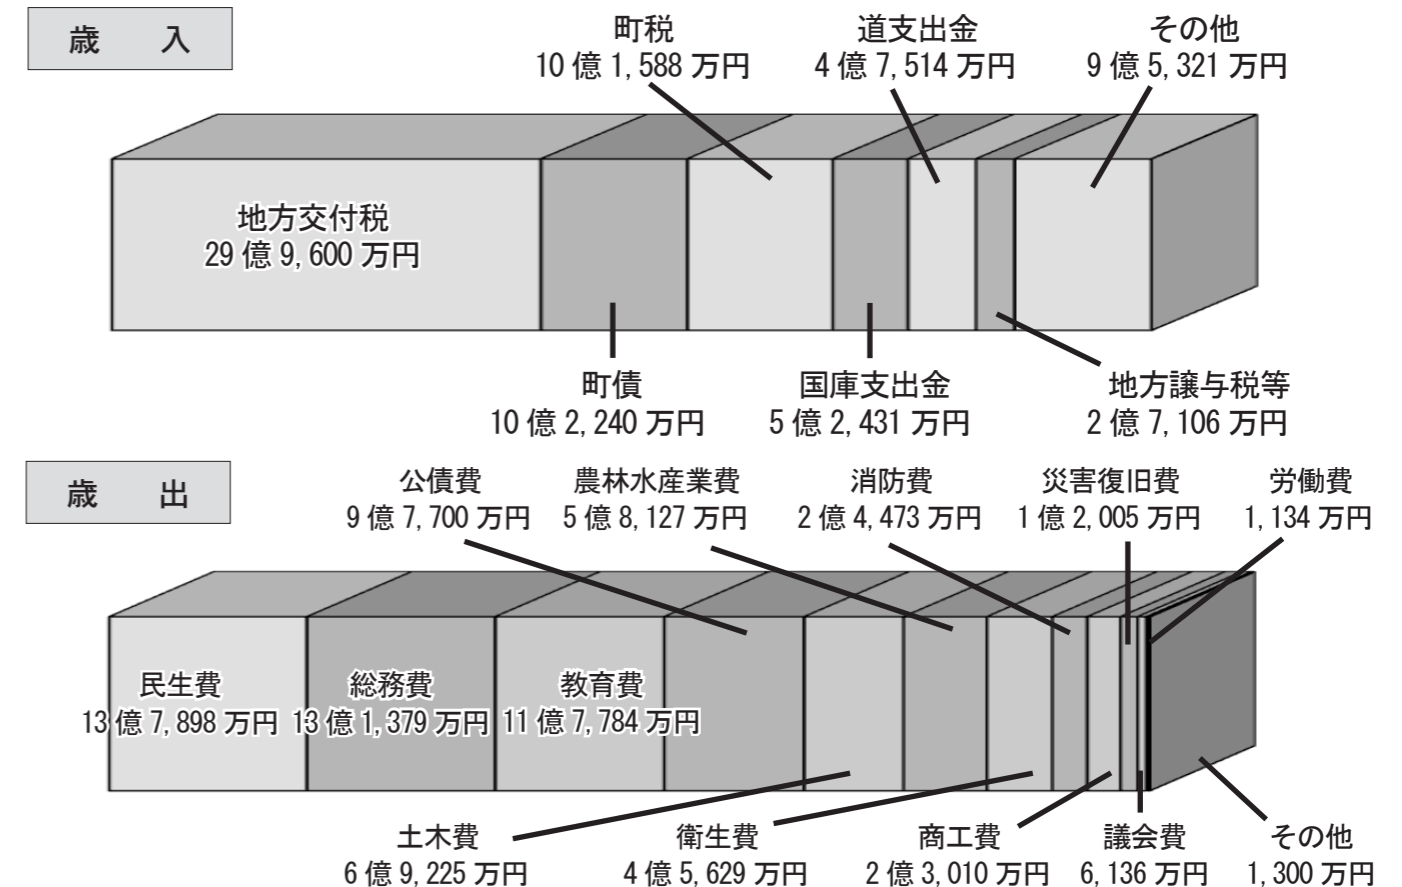 歳　入
町税
10 億 1, 588 万円
道支出金
4 億 7, 514 万円
その他
9 億 5, 321 万円
地方交付税
29 億 9, 600 万円
町債
10 億 2, 240 万円
国庫支出金
5 億 2, 431 万円
地方譲与税等
2 億 7, 106 万円
歳　出
公債費
9 億 7, 700 万円
農林水産業費
5 億 8, 127 万円
消防費
2 億 4, 473 万円
災害復旧費
1 億 2, 005 万円
労働費
1, 134 万円
民生費
13 億 7, 898 万円
総務費
13 億 1, 379 万円
教育費
11 億 7, 784 万円
土木費
6 億 9, 225 万円
衛生費
4 億 5, 629 万円
商工費
2 億 3, 010 万円
議会費
6, 136 万円
その他
1, 300 万円